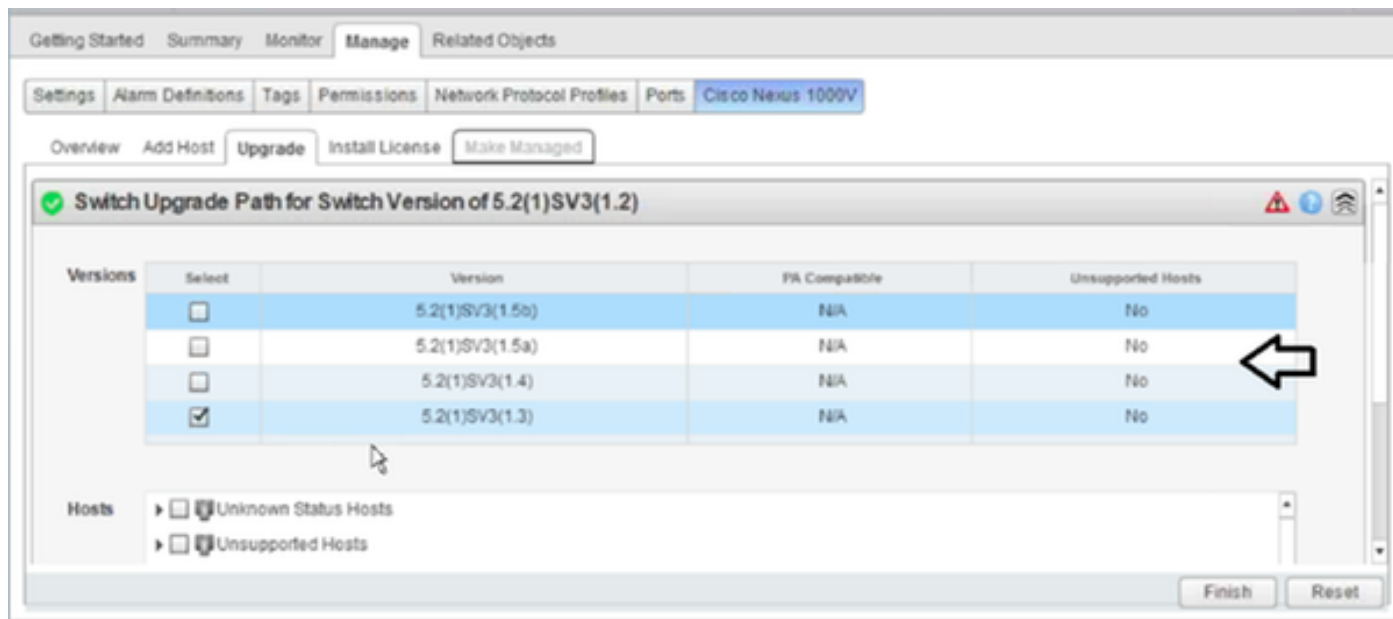 Getting Started Summary Monitor Manage Related Objects
Settings Alarm Definitions Tags Permissions Network Protocol Profiles Ports Cisco Nexus 1000V
Overview Add Host Upgrade Install License Make Managed
Switch Upgrade Path for Switch Version of 5.2(1)SV3(1.2)
Versions Select Version PA Compatible Unsupported Hosts
5.2(1)SV3(1.5b) N/A No
5.2(1)SV3(1.5a) N/A No
5.2(1)SV3(1.4) N/A No
5.2(1)SV3(1.3) N/A No
Hosts Unknown Status Hosts
Unsupported Hosts
Finish Reset